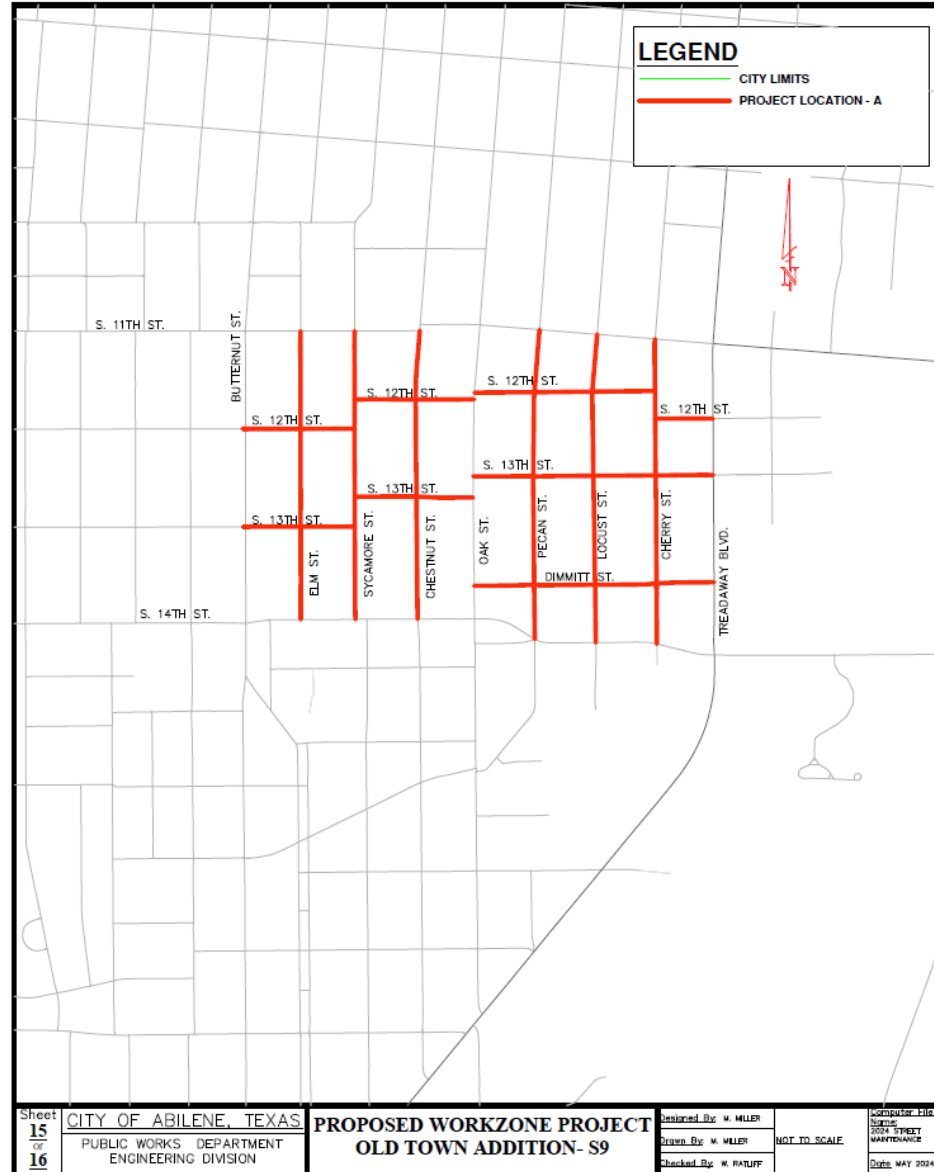 LEGEND
CITY LIMITS
PROJECT LOCATION - A
N
S. 11TH ST.
BUTTERNUT ST.
S. 12TH ST.
S. 12TH ST.
S. 12TH ST.
S. 12TH ST.
S. 13TH ST.
S. 13TH ST.
S. 13TH ST.
ELM ST.
SYCAMORE ST.
CHESTNUT ST.
OAK ST.
PECAN ST.
LOCUST ST.
CHERRY ST.
TREADAWAY BLVD.
DIMMITT ST.
S. 14TH ST.
Sheet
15
OF
16
CITY OF ABILENE, TEXAS
PUBLIC WORKS DEPARTMENT
ENGINEERING DIVISION
PROPOSED WORKZONE PROJECT
OLD TOWN ADDITION- S9
Designed By: M. MILLER
Drawn By: M. MILLER
Checked By: W. RATLIFF
NOT TO SCALE
Computer File
Name:
2024 STREET
MAINTENANCE
Date: MAY 2024